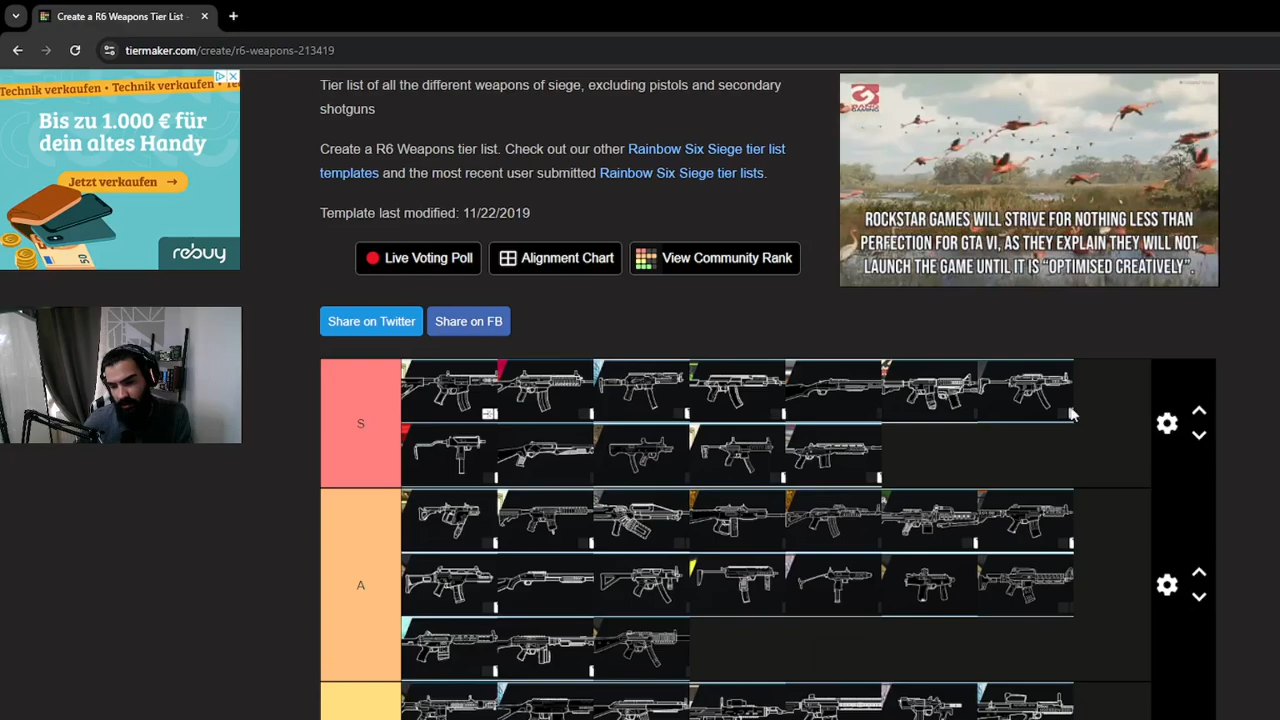 Create a R6 Weapons Tier List -
tiermaker.com/create/r6-weapons-213419
Technik verkaufen • Technik verkaufen •
Bis zu 1.000 € für
dein altes Handy
Jetzt verkaufen →
rebuy
Tier list of all the different weapons of siege, excluding pistols and secondary
shotguns
Create a R6 Weapons tier list. Check out our other Rainbow Six Siege tier list
templates and the most recent user submitted Rainbow Six Siege tier lists.
Template last modified: 11/22/2019
Live Voting Poll
Alignment Chart
View Community Rank
Share on Twitter
Share on FB
ROCKSTAR GAMES WILL STRIVE FOR NOTHING LESS THAN
PERFECTION FOR GTA VI, AS THEY EXPLAIN THEY WILL NOT
LAUNCH THE GAME UNTIL IT IS “OPTIMISED CREATIVELY”.
S
A